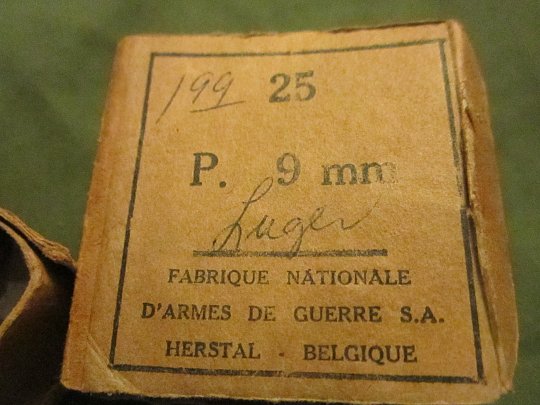 199 25
P. 9 mm
Luger
FABRIQUE NATIONALE
D'ARMES DE GUERRE S.A.
HERSTAL - BELGIQUE